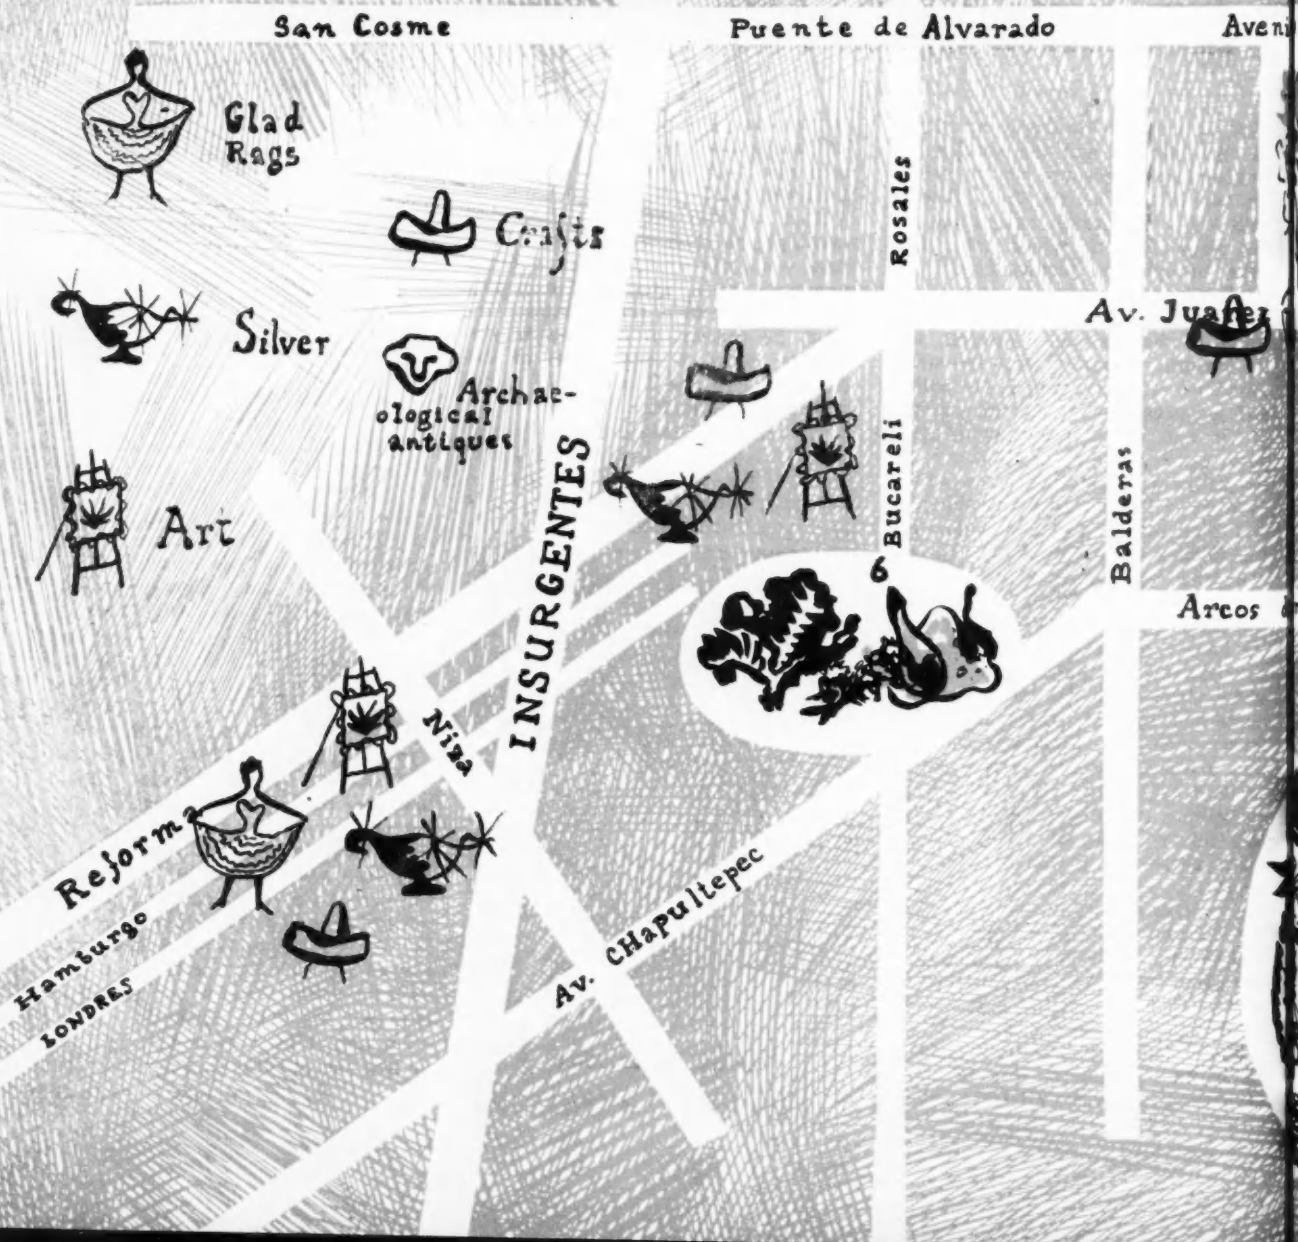 San Cosme
Puente de Alvarado
Aveni
Glad
Rags
Crafts
Rosales
Silver
Av. Juarez
Archae-
ological
antiques
INSURGENTES
Bucareli
Balderas
Art
6
Arcos
Niza
Reforma
Hamburgo
LONDRES
Av. CHapultepec